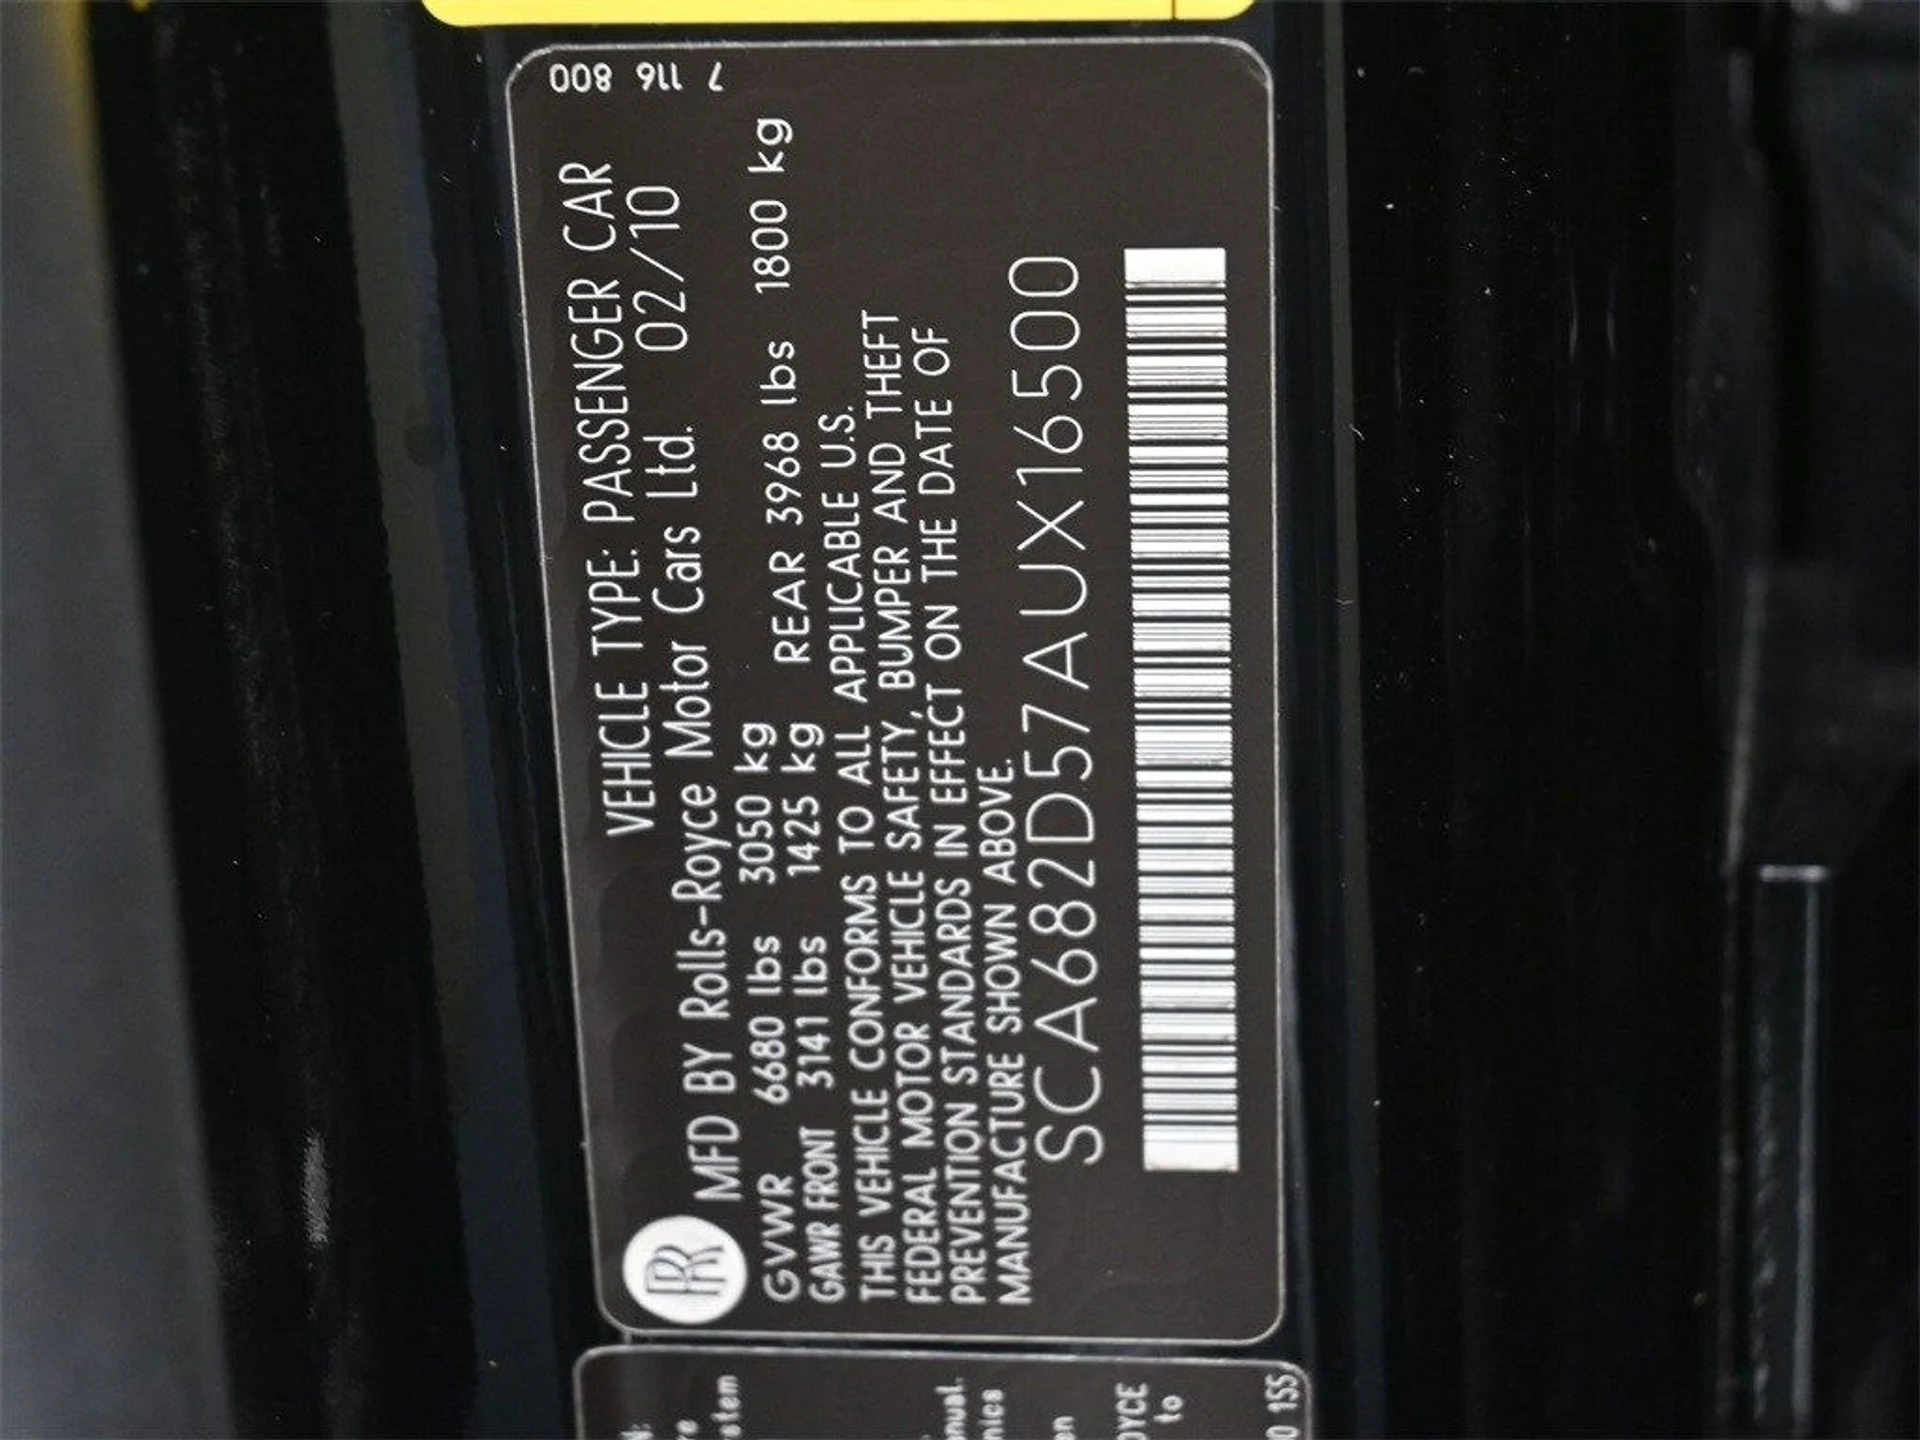 7 116 800
VEHICLE TYPE: PASSENGER CAR
MFD BY Rolls-Royce Motor Cars Ltd. 02/10
GVWR 6680 lbs 3050 kg
GAWR FRONT 3141 lbs 1425 kg REAR 3968 lbs 1800 kg
THIS VEHICLE CONFORMS TO ALL APPLICABLE U.S.
FEDERAL MOTOR VEHICLE SAFETY, BUMPER AND THEFT
PREVENTION STANDARDS IN EFFECT ON THE DATE OF
MANUFACTURE SHOWN ABOVE.
SCA682D57AUX16500
RR
to
155